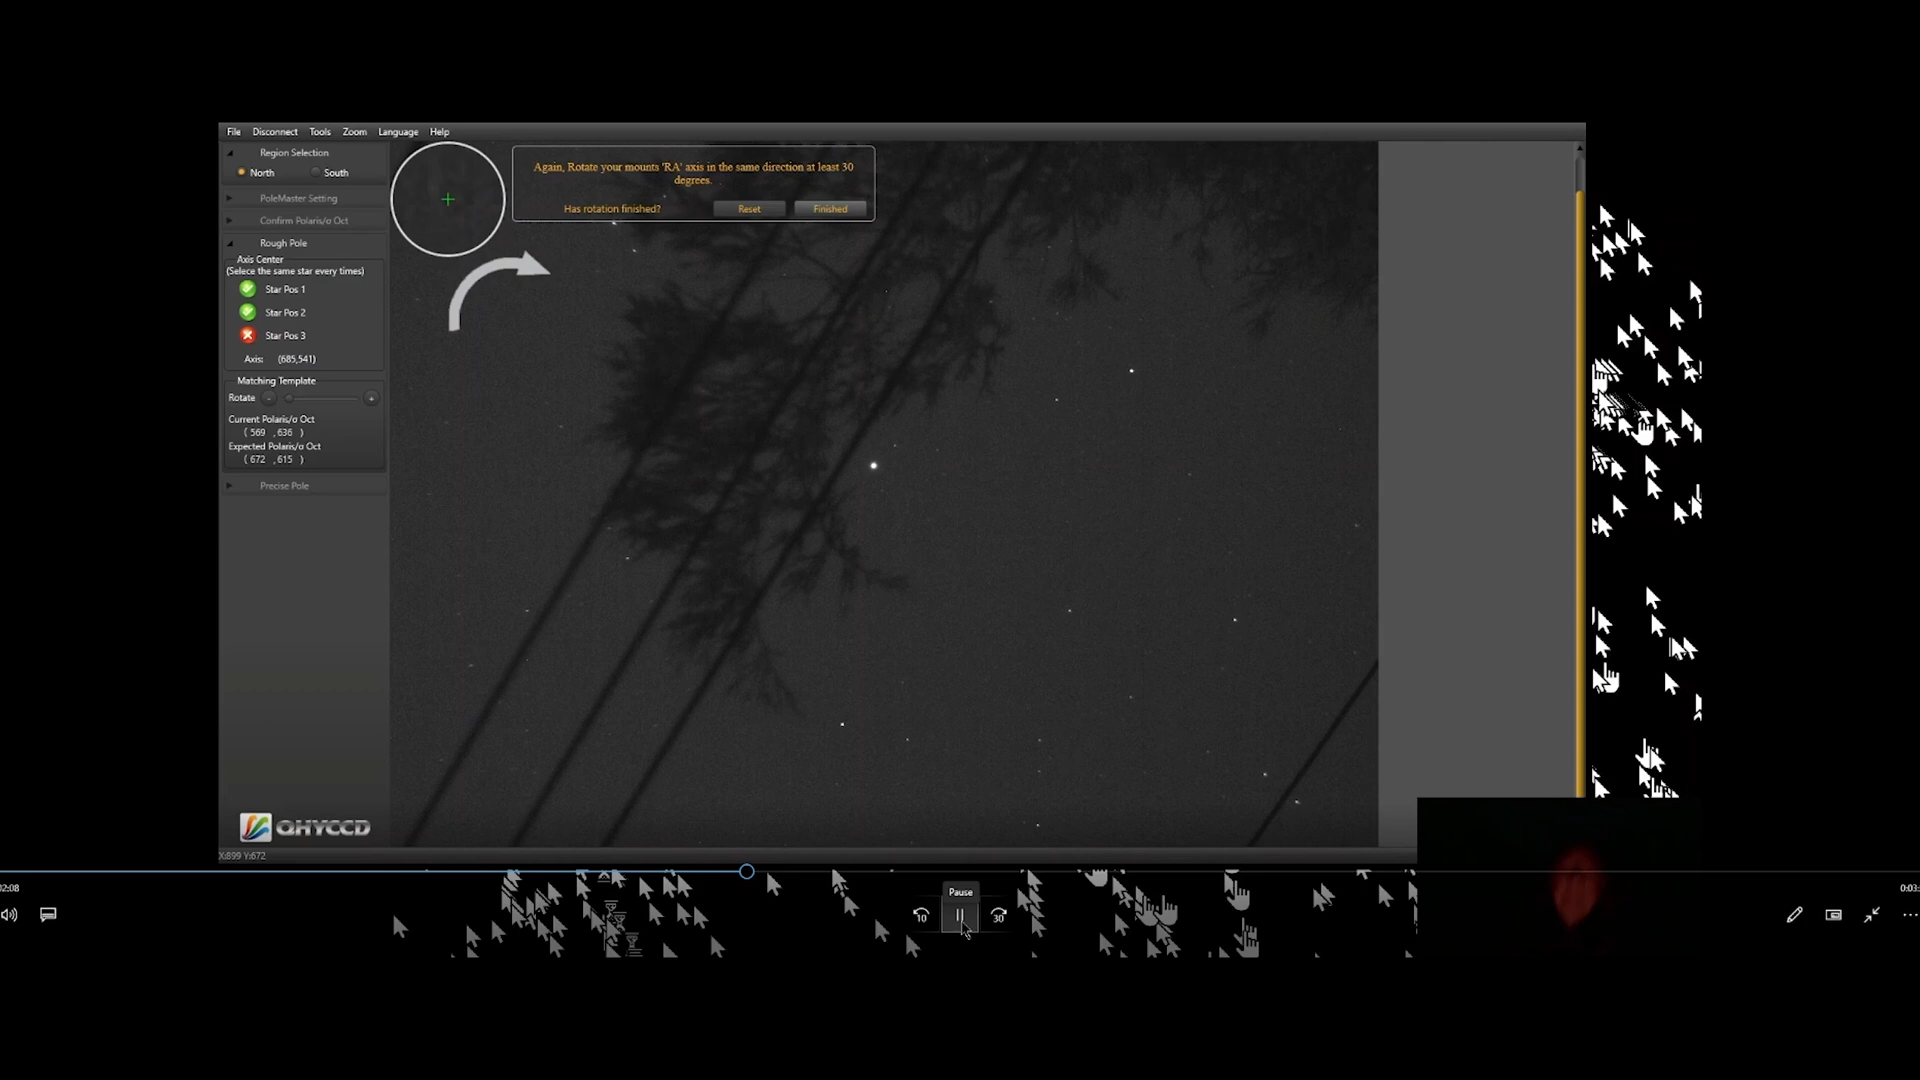 File Disconnect Tools Zoom Language Help
Region Selection
North South
PoleMaster Setting
Confirm Polaris/σ Oct
Rough Pole
Axis Center
(Selece the same star every times)
Star Pos 1
Star Pos 2
Star Pos 3
Axis: (685,541)
Matching Template
Rotate - +
Current Polaris/σ Oct
( 569 ,636 )
Expected Polaris/σ Oct
( 672 ,615 )
Precise Pole
Again, Rotate your mounts 'RA' axis in the same direction at least 30
degrees.
Has rotation finished? Reset Finished
QHYCCD
X:899 Y:672
02:08
0:03:
Pause
10
30